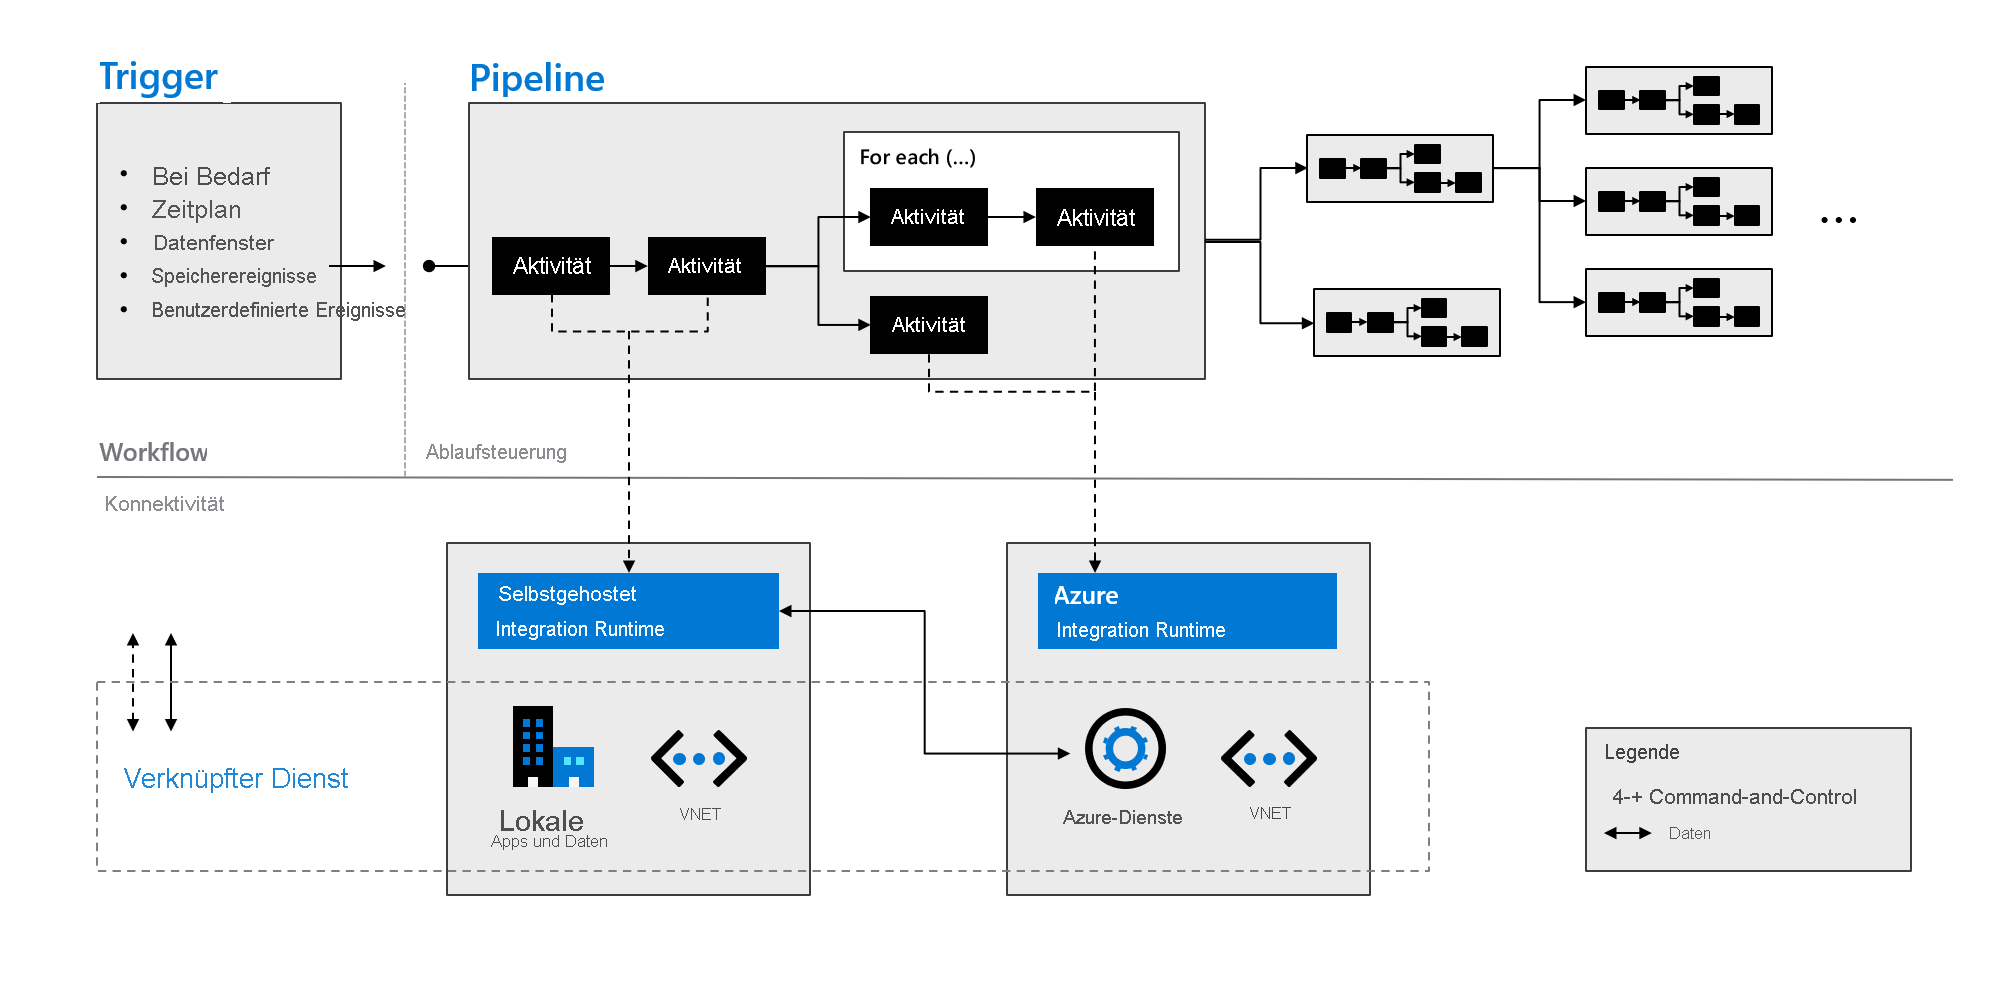 Trigger
• Bei Bedarf
• Zeitplan
• Datenfenster
• Speicherereignisse
• Benutzerdefinierte Ereignisse
Pipeline
For each (...)
Aktivität
Aktivität
Aktivität
Aktivität
Aktivität
...
Workflow
Ablaufsteuerung
Konnektivität
Selbstgehostet
Integration Runtime
Azure
Integration Runtime
Verknüpfter Dienst
Lokale
Apps und Daten
VNET
Azure-Dienste
VNET
Legende
4-+ Command-and-Control
Daten